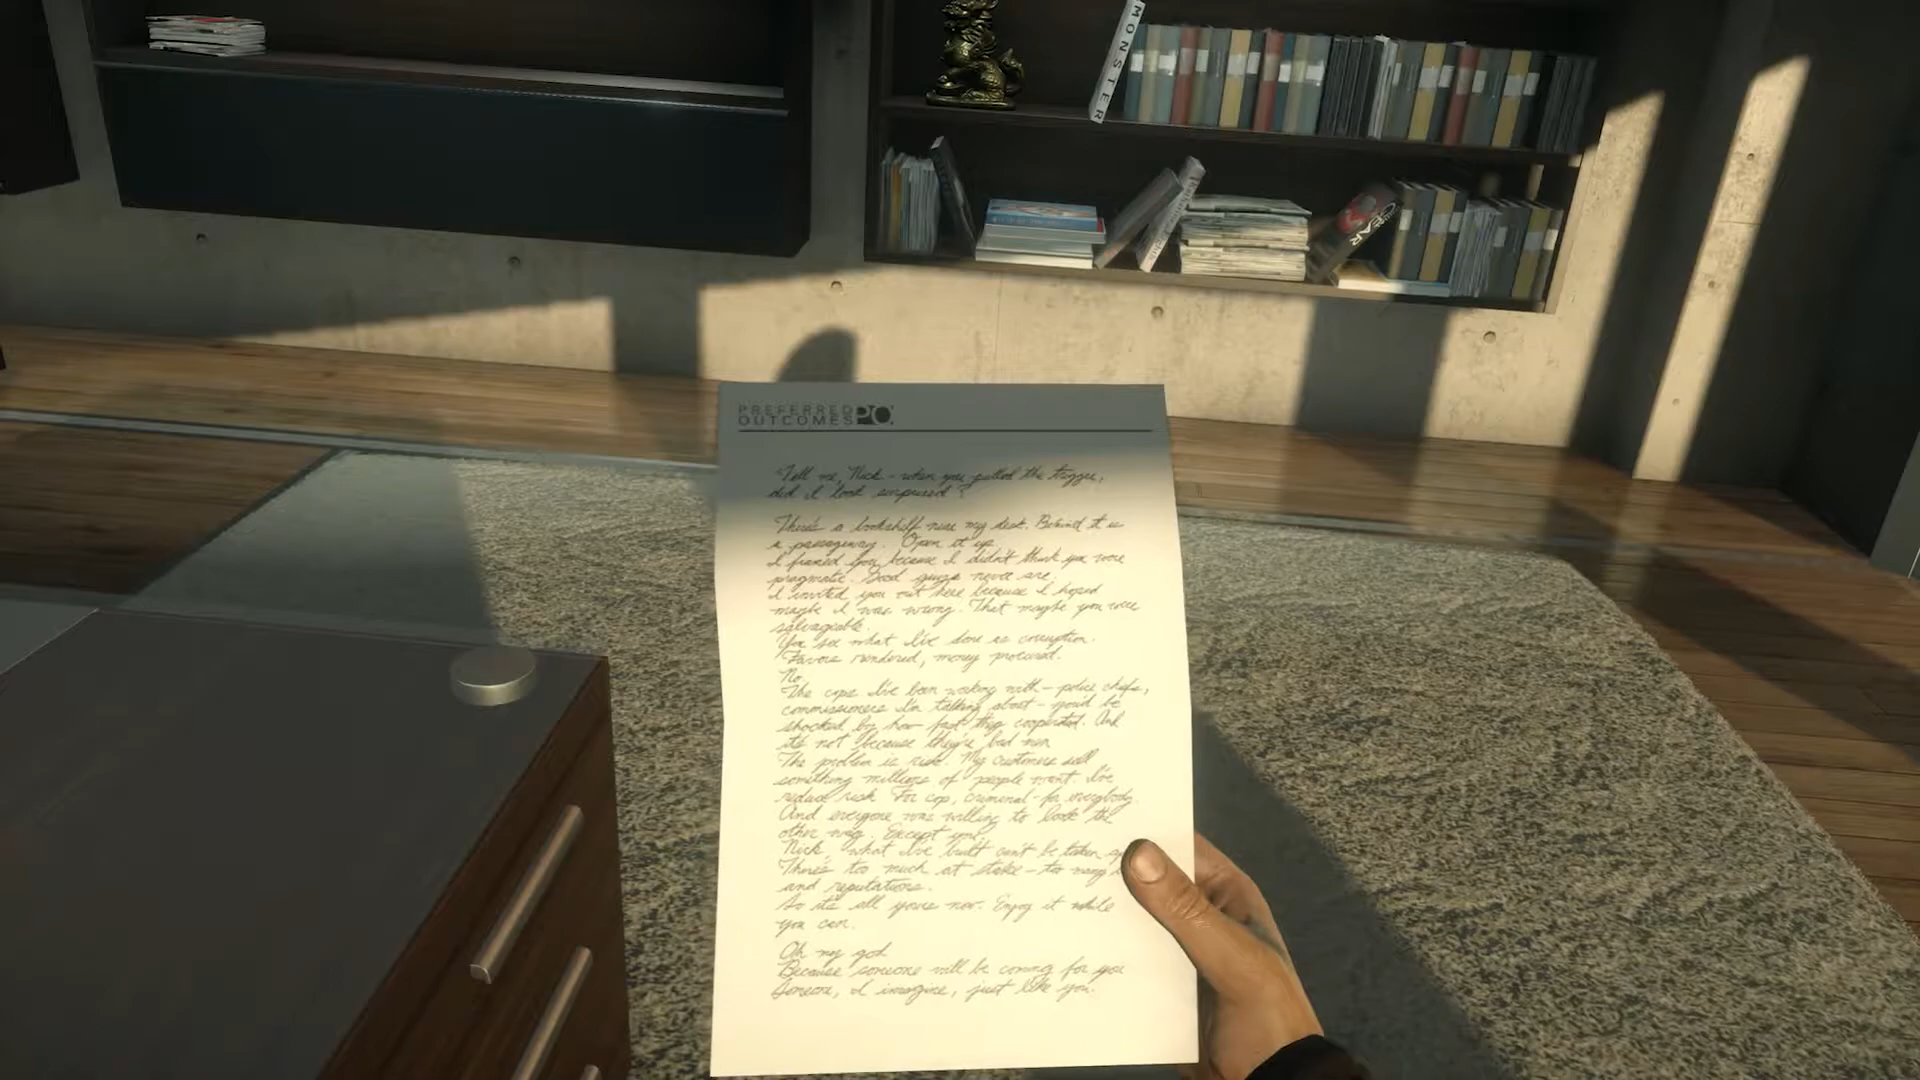 MONSTER
PREFERRED
OUTCOMES PO
Tell me, Nick - when you pulled the trigger,
did I look surprised?
There's a bookshelf near my desk. Behind it is
a passageway. Open it up.
I framed you because I didn't think you were
pragmatic. Good guys never are.
I invited you out here because I hoped
maybe I was wrong. That maybe you were
salvageable.
You see what I've done as corruption.
Favors rendered, money procured.
No.
The cops I've been working with - police chiefs,
commissioners I'm talking about - you'd be
shocked by how fast they cooperated. And
it's not because they're bad men
The problem is risk. My customers sell
something millions of people want. I've
reduced risk. For cop, criminal - for everybody.
And everyone was willing to look the
other way. Except you.
Nick, what I've built can't be taken
There's too much at stake - too many
and reputations.
So it's all yours now. Enjoy it while
you can.
Oh my god
Because someone will be coming for you
Someone, I imagine, just like you.